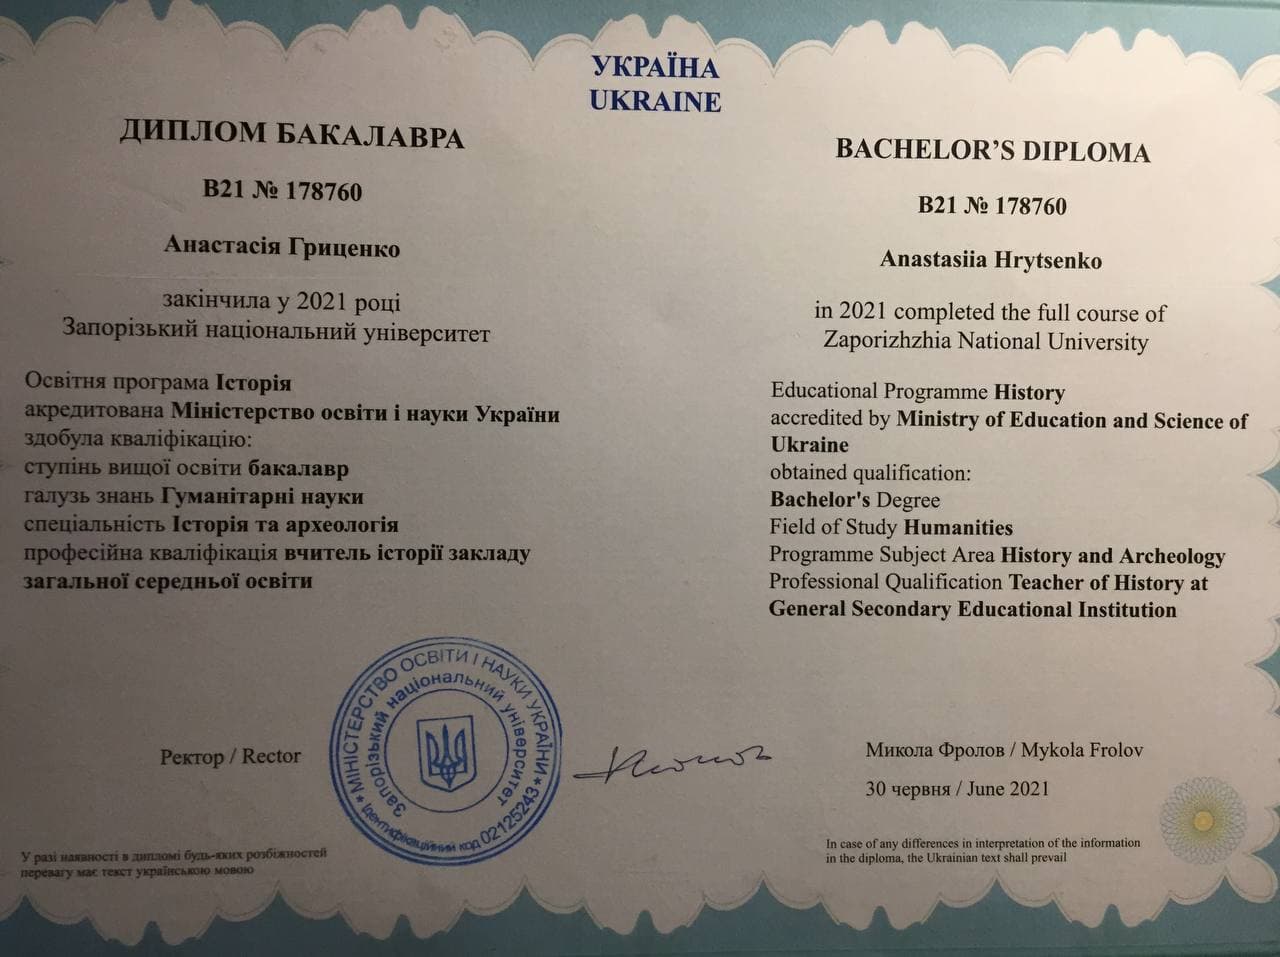 УКРАЇНА
UKRAINE
ДИПЛОМ БАКАЛАВРА
B21 № 178760
Анастасія Гриценко
закінчила у 2021 році
Запорізький національний університет
Освітня програма Історія
акредитована Міністерство освіти і науки України
здобула кваліфікацію:
ступінь вищої освіти бакалавр
галузь знань Гуманітарні науки
спеціальність Історія та археологія
професійна кваліфікація вчитель історії закладу
загальної середньої освіти
BACHELOR'S DIPLOMA
B21 № 178760
Anastasiia Hrytsenko
in 2021 completed the full course of
Zaporizhzhia National University
Educational Programme History
accredited by Ministry of Education and Science of
Ukraine
obtained qualification:
Bachelor's Degree
Field of Study Humanities
Programme Subject Area History and Archeology
Professional Qualification Teacher of History at
General Secondary Educational Institution
Ректор / Rector
МІНІСТЕРСТВО ОСВІТИ І НАУКИ УКРАЇНИ
Запорізький національний університет
Ідентифікаційний код 02125243
Микола Фролов / Mykola Frolov
30 червня / June 2021
У разі наявності в дипломі будь-яких розбіжностей
перевагу має текст українською мовою
In case of any differences in interpretation of the information
in the diploma, the Ukrainian text shall prevail